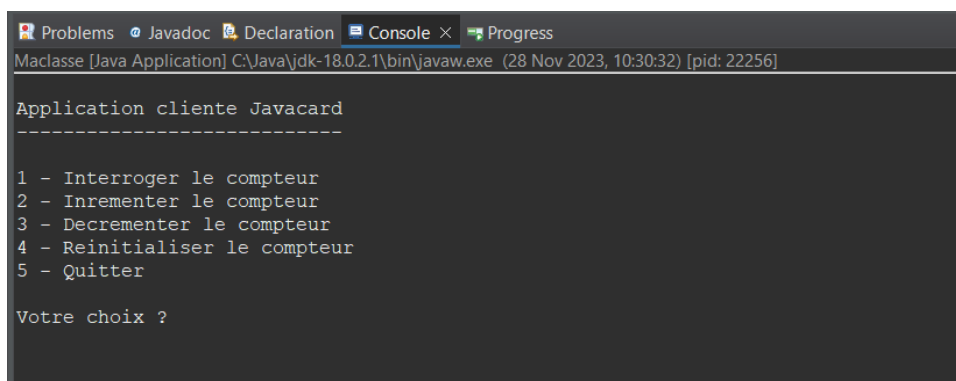 Problems @ Javadoc Declaration Console × Progress
Maclasse [Java Application] C:\Java\jdk-18.0.2.1\bin\javaw.exe (28 Nov 2023, 10:30:32) [pid: 22256]
Application cliente Javacard
----------------------------
1 - Interroger le compteur
2 - Inrementer le compteur
3 - Decrementer le compteur
4 - Reinitialiser le compteur
5 - Quitter
Votre choix ?